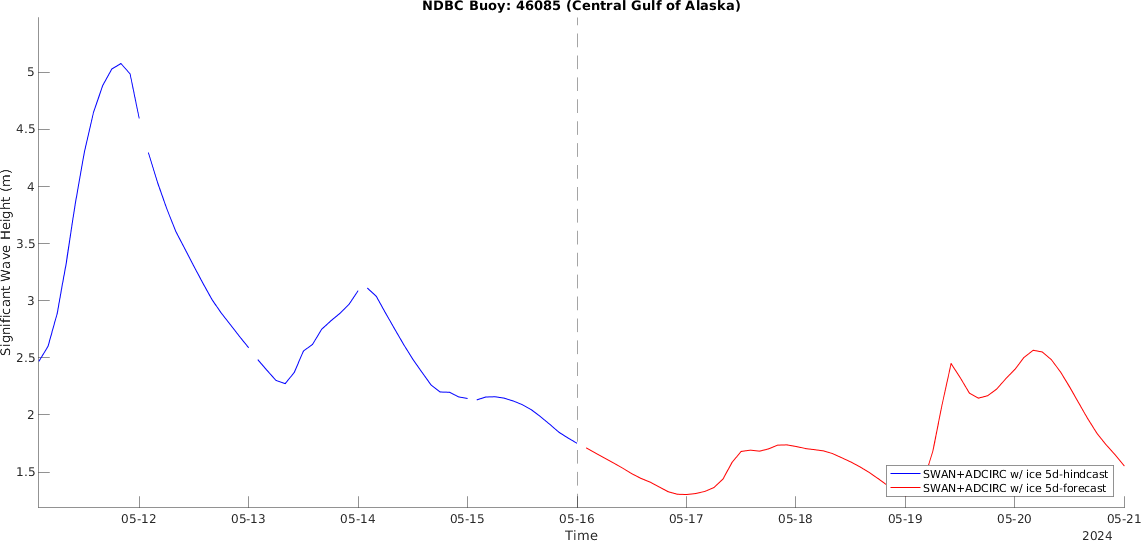 NDBC Buoy: 46085 (Central Gulf of Alaska)
Significant Wave Height (m)
5
4.5
4
3.5
3
2.5
2
1.5
SWAN+ADCIRC w/ ice 5d-hindcast
SWAN+ADCIRC w/ ice 5d-forecast
05-12 05-13 05-14 05-15 05-16 05-17 05-18 05-19 05-20 05-21
Time
2024